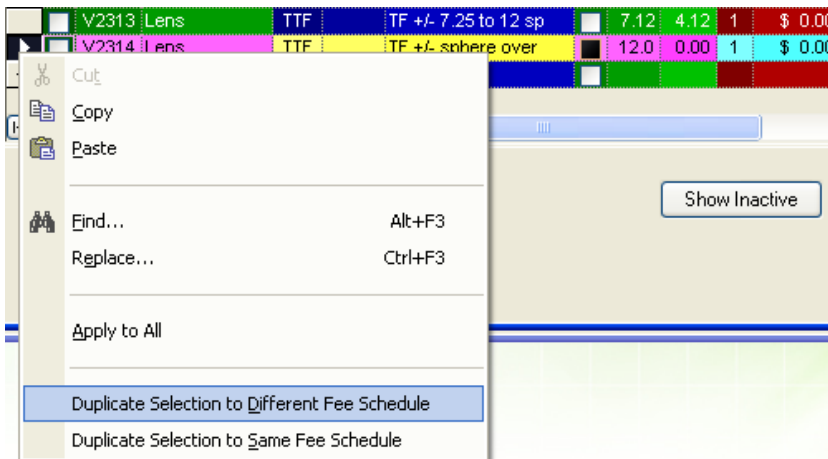 V2313 Lens TTF TF +/- 7.25 to 12 sp 7.12 4.12 1 $ 0.00
V2314 Lens TTF TF +/- sphere over 12.0 0.00 1 $ 0.00
Cut
Copy
Paste
Find... Alt+F3
Replace... Ctrl+F3
Show Inactive
Apply to All
Duplicate Selection to Different Fee Schedule
Duplicate Selection to Same Fee Schedule